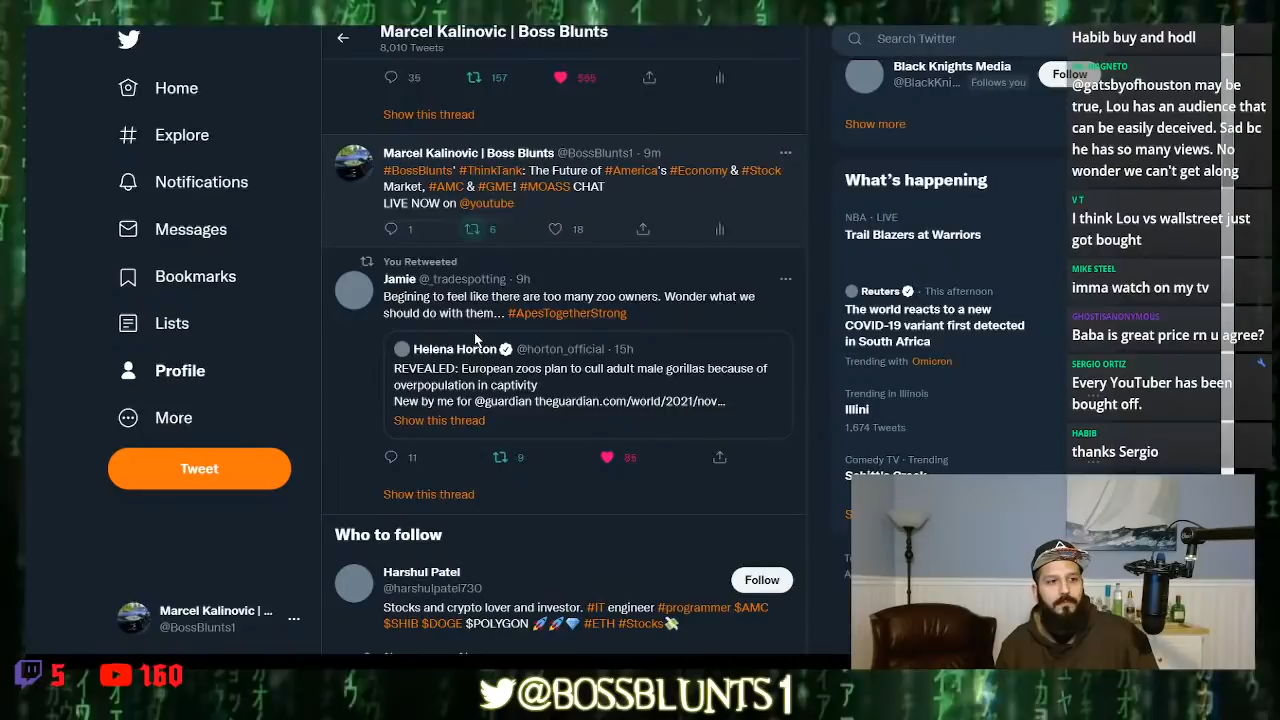 Home
Explore
Notifications
Messages
Bookmarks
Lists
Profile
More
Tweet
Marcel Kalinovic | ...
@BossBlunts1
Marcel Kalinovic | Boss Blunts
8,010 Tweets
35 157 565
Show this thread
Marcel Kalinovic | Boss Blunts @BossBlunts1 · 9m
#BossBlunts' #ThinkTank: The Future of #America's #Economy & #Stock
Market, #AMC & #GME! #MOASS CHAT
LIVE NOW on @youtube
1 6 18
You Retweeted
Jamie @_tradespotting · 9h
Begining to feel like there are too many zoo owners. Wonder what we
should do with them... #ApesTogetherStrong
Helena Horton @horton_official · 15h
REVEALED: European zoos plan to cull adult male gorillas because of
overpopulation in captivity
New by me for @guardian theguardian.com/world/2021/nov...
Show this thread
11 9 85
Show this thread
Who to follow
Harshul Patel
@harshulpatel730
Follow
Stocks and crypto lover and investor. #IT engineer #programmer $AMC
$SHIB $DOGE $POLYGON 🚀🚀💎 #ETH #Stocks💸
Search Twitter
Black Knights Media
@BlackKni... Follows you
Follow
Show more
What's happening
NBA · LIVE
Trail Blazers at Warriors
Reuters · This afternoon
The world reacts to a new
COVID-19 variant first detected
in South Africa
Trending with Omicron
Trending in Illinois
Illini
1,674 Tweets
Comedy TV · Trending
Habib buy and hodl
@gatsbyofhouston may be
true, Lou has an audience that
can be easily deceived. Sad bc
he has so many views. No
wonder we can't get along
V T
I think Lou vs wallstreet just
got bought
MIKE STEEL
imma watch on my tv
GHOSTISANONYMOUS
Baba is great price rn u agree?
SERGIO ORTIZ
Every YouTuber has been
bought off.
HABIB
thanks Sergio
5 160
@BOSSBLUNTS1